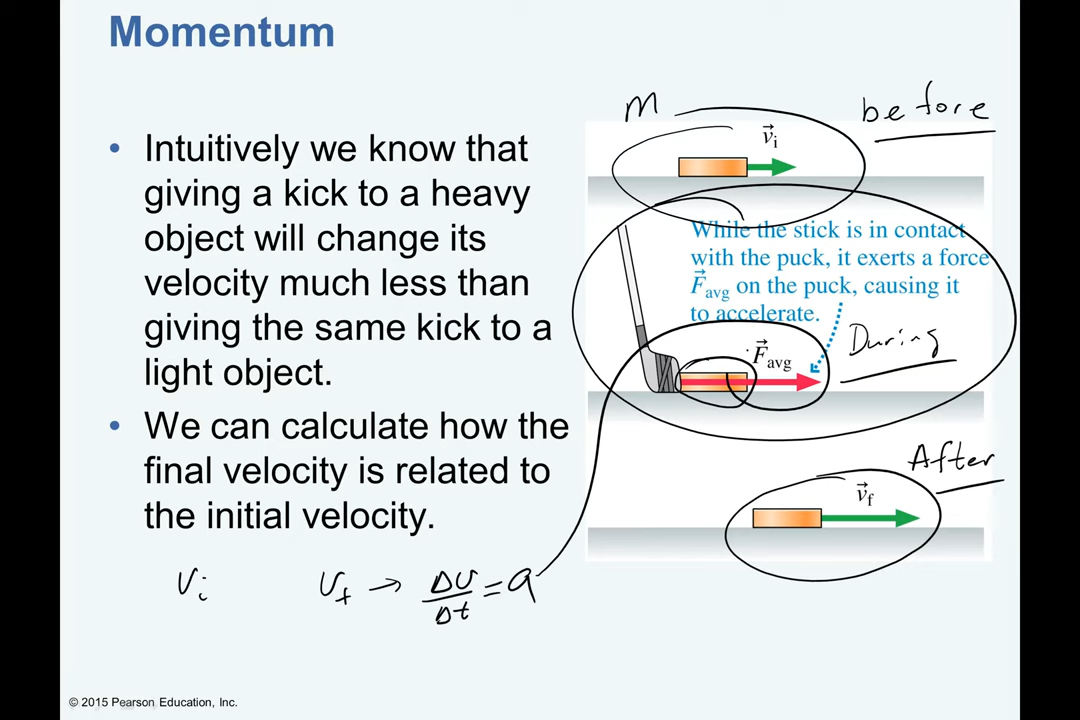 Momentum
m
before
• Intuitively we know that
giving a kick to a heavy
object will change its
velocity much less than
giving the same kick to a
light object.
• We can calculate how the
final velocity is related to
the initial velocity.
v⃗i
While the stick is in contact
with the puck, it exerts a force
F⃗avg on the puck, causing it
to accelerate.
During
F⃗avg
After
v⃗f
vi vf → Δv/Δt = a
© 2015 Pearson Education, Inc.